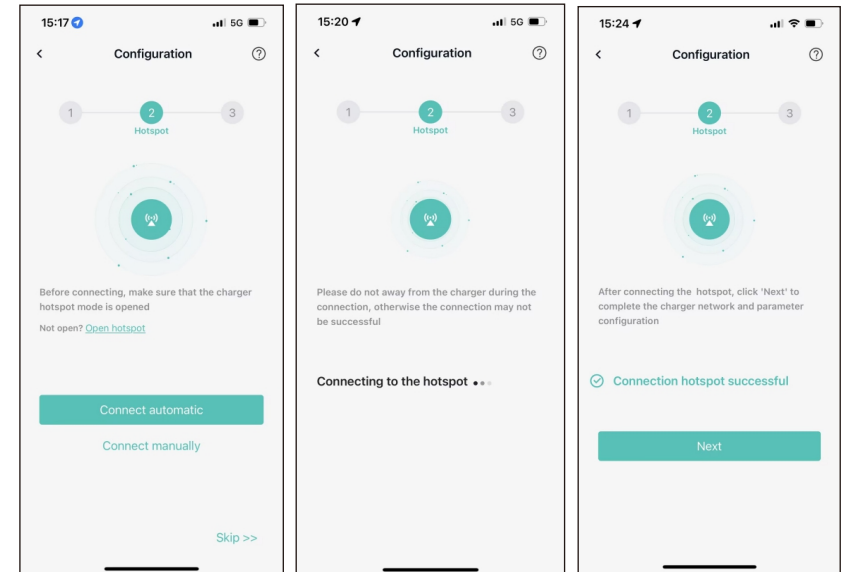 15:17
5G
Configuration
1
2
3
Hotspot
Before connecting, make sure that the charger
hotspot mode is opened
Not open? Open hotspot
Connect automatic
Connect manually
Skip >>
15:20
5G
Configuration
1
2
3
Hotspot
Please do not away from the charger during the
connection, otherwise the connection may not
be successful
Connecting to the hotspot
15:24
Configuration
1
2
3
Hotspot
After connecting the hotspot, click 'Next' to
complete the charger network and parameter
configuration
Connection hotspot successful
Next